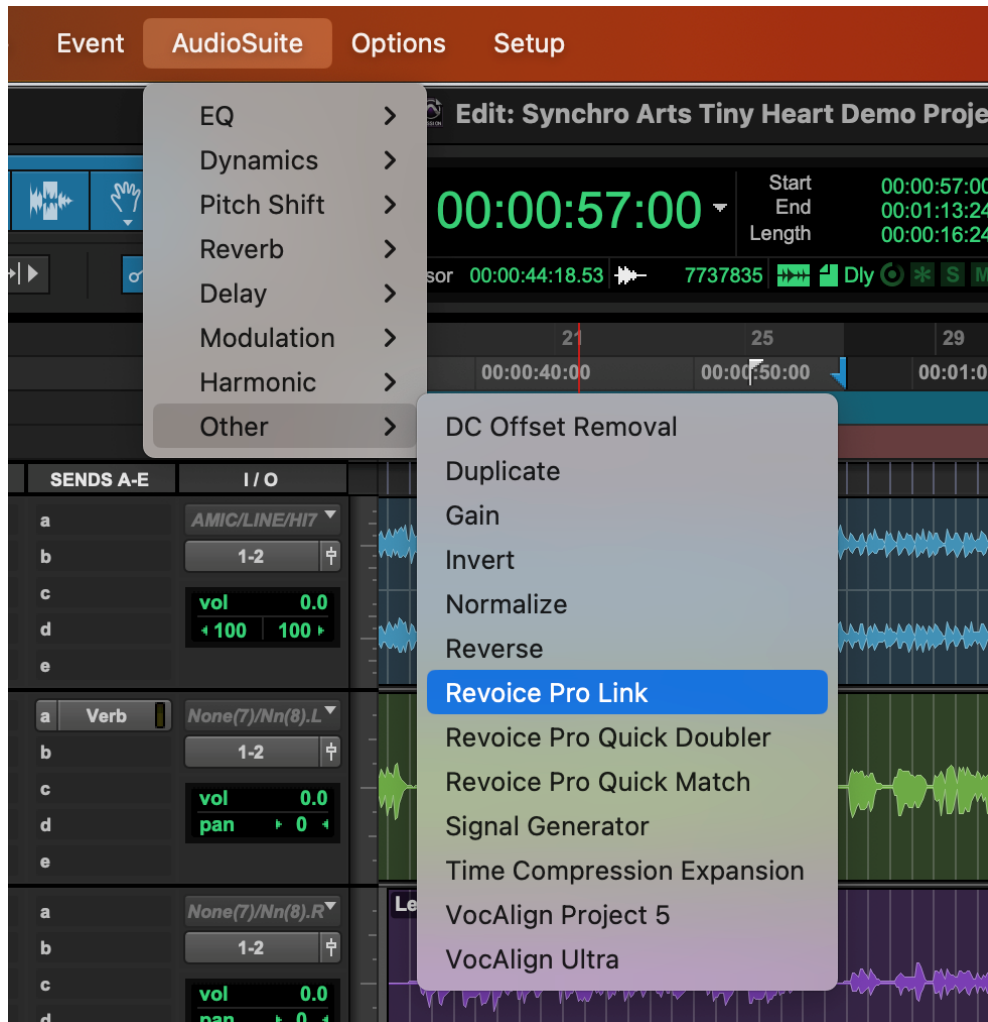 Event AudioSuite Options Setup
Edit: Synchro Arts Tiny Heart Demo Proje
EQ
Dynamics
Pitch Shift
Reverb
Delay
Modulation
Harmonic
Other
00:00:57:00
Start 00:00:57:00
End 00:01:13:24
Length 00:00:16:24
sor 00:00:44:18.53 7737835 Dly S M
21 25 29
00:00:40:00 00:00:50:00 00:01:0
DC Offset Removal
Duplicate
Gain
Invert
Normalize
Reverse
Revoice Pro Link
Revoice Pro Quick Doubler
Revoice Pro Quick Match
Signal Generator
Time Compression Expansion
VocAlign Project 5
VocAlign Ultra
SENDS A-E I / O
a AMIC/LINE/HI7
b 1-2
c vol 0.0
d 100 100
e
a Verb None(7)/Nn(8).L
b 1-2
c vol 0.0
d pan 0
e
a None(7)/Nn(8).R Le
b 1-2
c vol 0.0
d pan 0